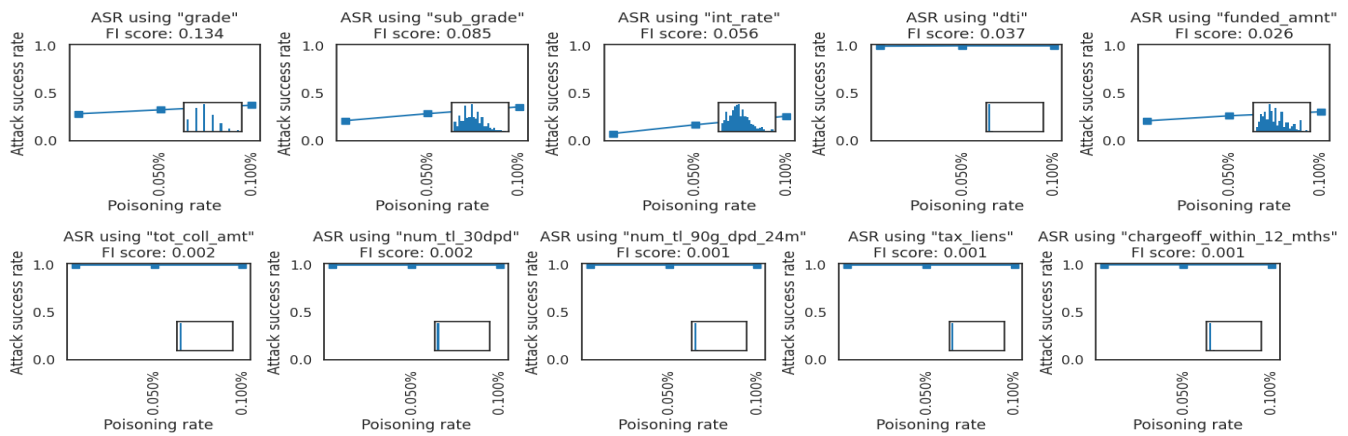 ASR using "grade"
FI score: 0.134
Attack success rate
1.0
0.5
0.0
0.050%
0.100%
Poisoning rate
ASR using "sub_grade"
FI score: 0.085
Attack success rate
1.0
0.5
0.0
0.050%
0.100%
Poisoning rate
ASR using "int_rate"
FI score: 0.056
Attack success rate
1.0
0.5
0.0
0.050%
0.100%
Poisoning rate
ASR using "dti"
FI score: 0.037
Attack success rate
1.0
0.5
0.0
0.050%
0.100%
Poisoning rate
ASR using "funded_amnt"
FI score: 0.026
Attack success rate
1.0
0.5
0.0
0.050%
0.100%
Poisoning rate
ASR using "tot_coll_amt"
FI score: 0.002
Attack success rate
1.0
0.5
0.0
0.050%
0.100%
Poisoning rate
ASR using "num_tl_30dpd"
FI score: 0.002
Attack success rate
1.0
0.5
0.0
0.050%
0.100%
Poisoning rate
ASR using "num_tl_90g_dpd_24m"
FI score: 0.001
Attack success rate
1.0
0.5
0.0
0.050%
0.100%
Poisoning rate
ASR using "tax_liens"
FI score: 0.001
Attack success rate
1.0
0.5
0.0
0.050%
0.100%
Poisoning rate
ASR using "chargeoff_within_12_mths"
FI score: 0.001
Attack success rate
1.0
0.5
0.0
0.050%
0.100%
Poisoning rate